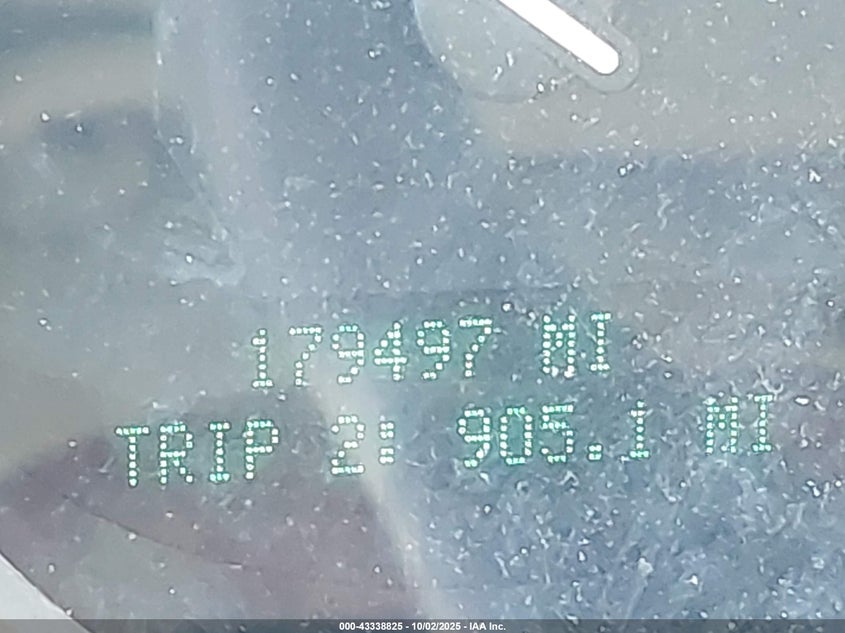 179497 MI
TRIP 2: 905.1 MI
000-43338825 - 10/02/2025 - IAA Inc.